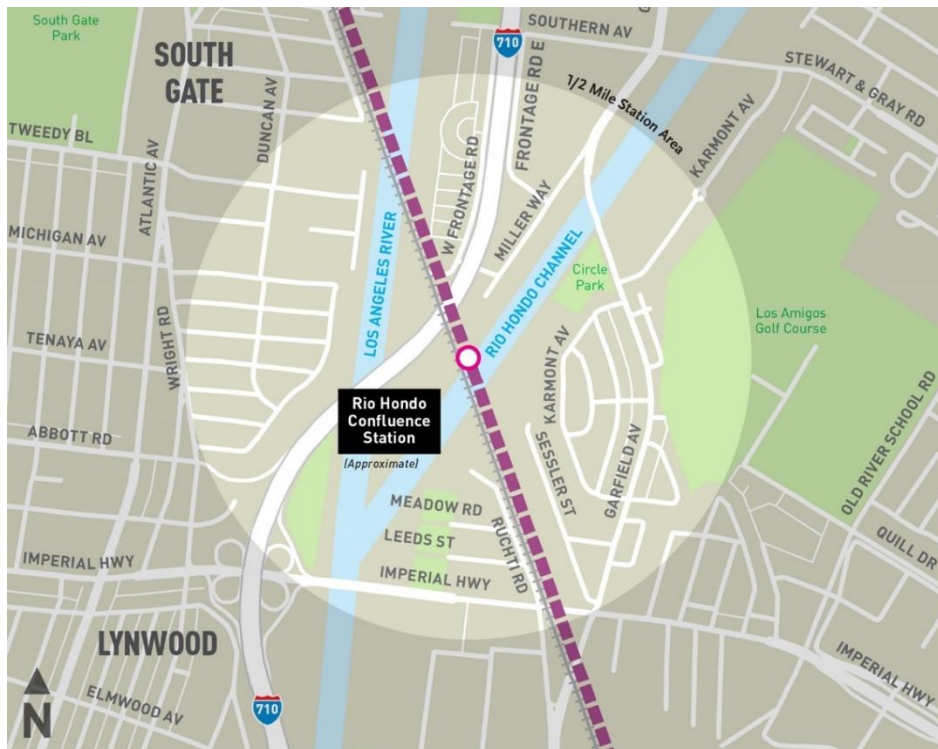 South Gate
Park
SOUTH
GATE
710
SOUTHERN AV
STEWART & GRAY RD
1/2 Mile Station Area
TWEEDY BL
ATLANTIC AV
DUNCAN AV
W FRONTAGE RD
FRONTAGE RD E
MILLER WAY
KARMONT AV
MICHIGAN AV
LOS ANGELES RIVER
RIO HONDO CHANNEL
Circle
Park
Los Amigos
Golf Course
TENAYA AV
WRIGHT RD
KARMONT AV
Rio Hondo
Confluence
Station
(Approximate)
ABBOTT RD
SESSLER ST
GARFIELD AV
OLD RIVER SCHOOL RD
MEADOW RD
LEEDS ST
RUCHTI RD
QUILL DR
IMPERIAL HWY
IMPERIAL HWY
IMPERIAL HWY
LYNWOOD
ELMWOOD AV
710
N